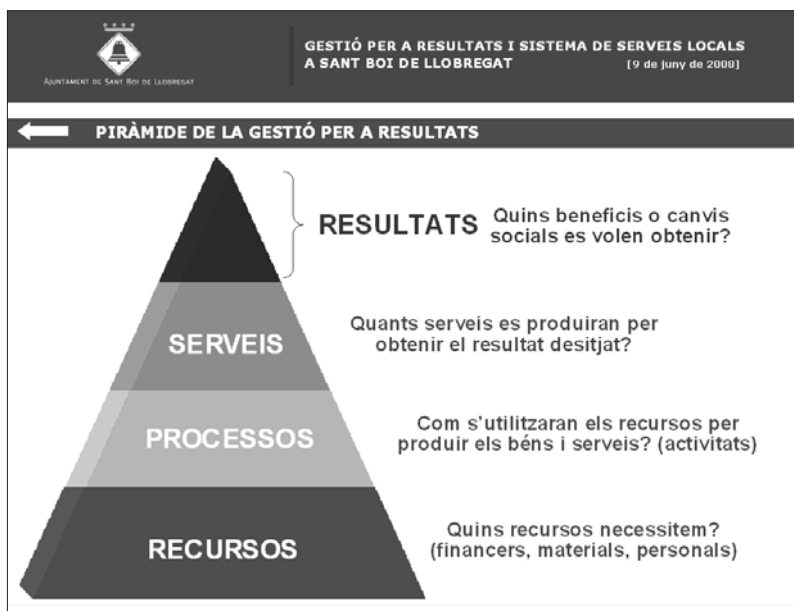 GESTIÓ PER A RESULTATS I SISTEMA DE SERVEIS LOCALS
A SANT BOI DE LLOBREGAT [9 de juny de 2008]
AJUNTAMENT DE SANT BOI DE LLOBREGAT
PIRÀMIDE DE LA GESTIÓ PER A RESULTATS
RESULTATS
Quins beneficis o canvis
socials es volen obtenir?
SERVEIS
Quants serveis es produiran per
obtenir el resultat desitjat?
PROCESSOS
Com s'utilitzaran els recursos per
produir els béns i serveis? (activitats)
RECURSOS
Quins recursos necessitem?
(financers, materials, personals)